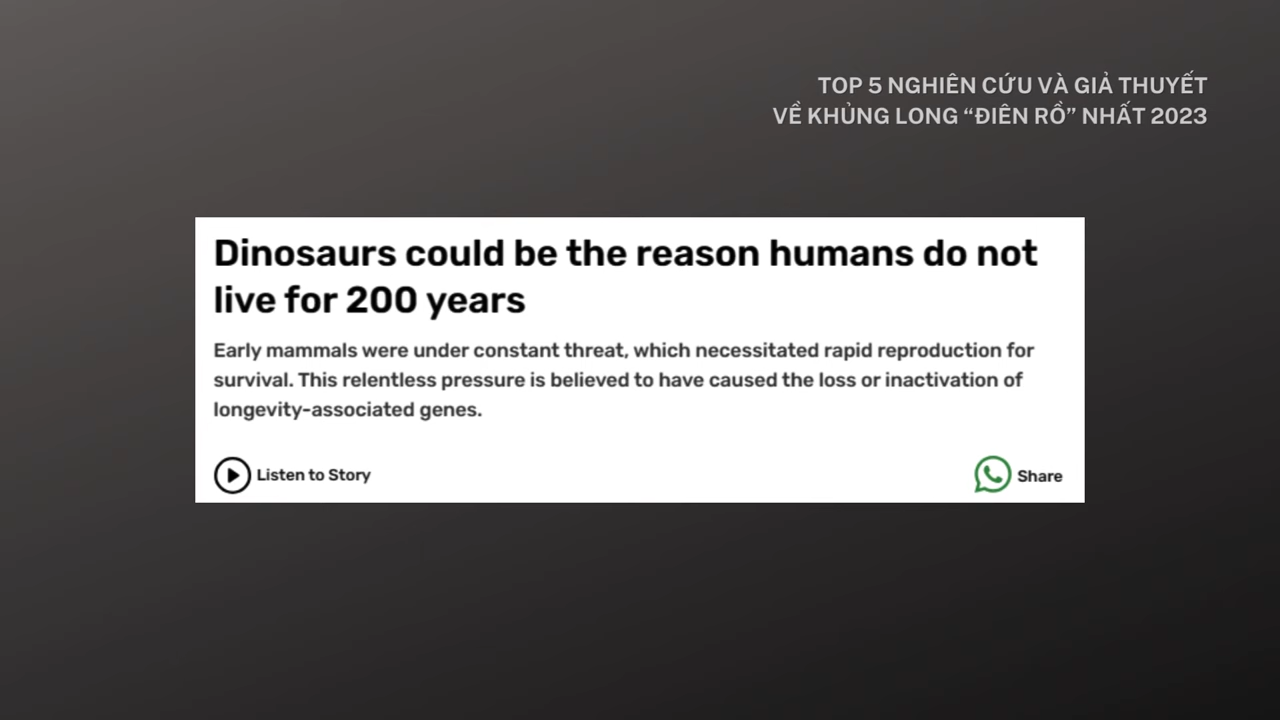 TOP 5 NGHIÊN CỨU VÀ GIẢ THUYẾT
VỀ KHỦNG LONG “ĐIÊN RỒ” NHẤT 2023
Dinosaurs could be the reason humans do not
live for 200 years
Early mammals were under constant threat, which necessitated rapid reproduction for
survival. This relentless pressure is believed to have caused the loss or inactivation of
longevity-associated genes.
Listen to Story
Share